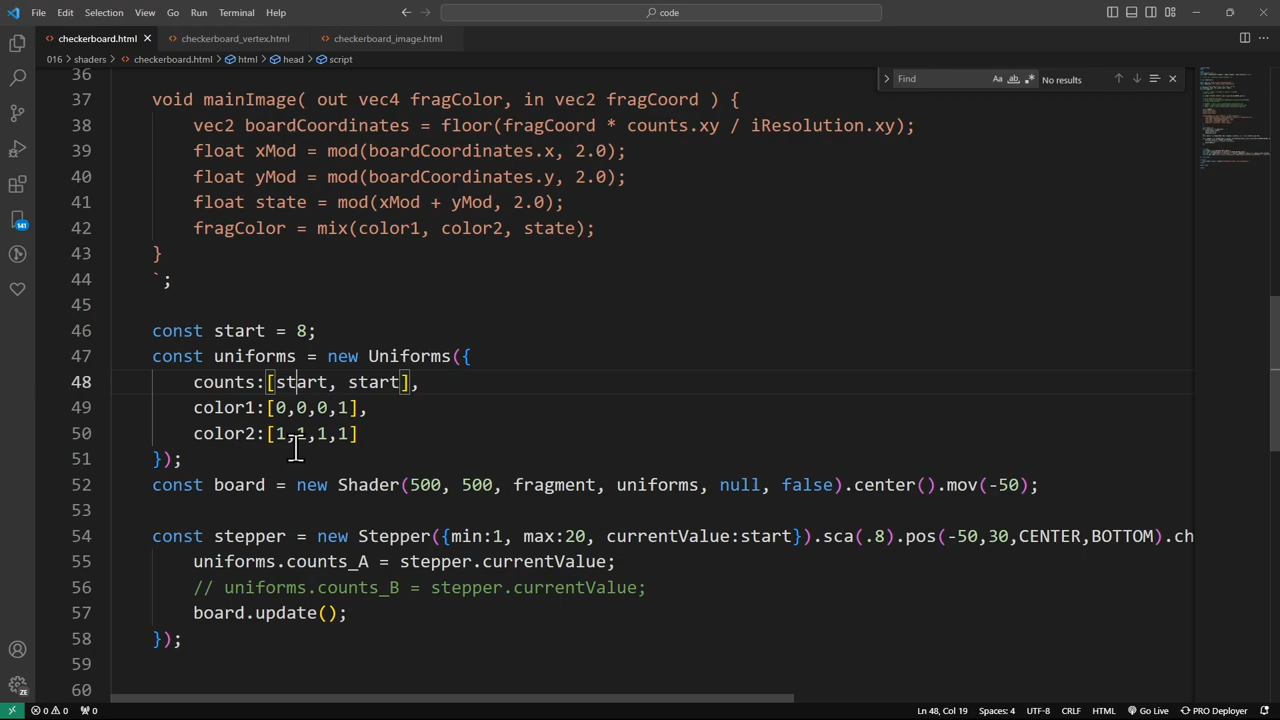 File Edit Selection View Go Run Terminal Help
code
checkerboard.html
checkerboard_vertex.html
checkerboard_image.html
016 > shaders > checkerboard.html > html > head > script
Find
Aa
ab
No results
36
37 void mainImage( out vec4 fragColor, in vec2 fragCoord ) {
38 vec2 boardCoordinates = floor(fragCoord * counts.xy / iResolution.xy);
39 float xMod = mod(boardCoordinates.x, 2.0);
40 float yMod = mod(boardCoordinates.y, 2.0);
41 float state = mod(xMod + yMod, 2.0);
42 fragColor = mix(color1, color2, state);
43 }
44 `;
45
46 const start = 8;
47 const uniforms = new Uniforms({
48 counts:[start, start],
49 color1:[0,0,0,1],
50 color2:[1,1,1,1]
51 });
52 const board = new Shader(500, 500, fragment, uniforms, null, false).center().mov(-50);
53
54 const stepper = new Stepper({min:1, max:20, currentValue:start}).sca(.8).pos(-50,30,CENTER,BOTTOM).ch
55 uniforms.counts_A = stepper.currentValue;
56 // uniforms.counts_B = stepper.currentValue;
57 board.update();
58 });
59
60
141
ZE
0 0 0
Ln 48, Col 19 Spaces: 4 UTF-8 CRLF HTML Go Live PRO Deployer